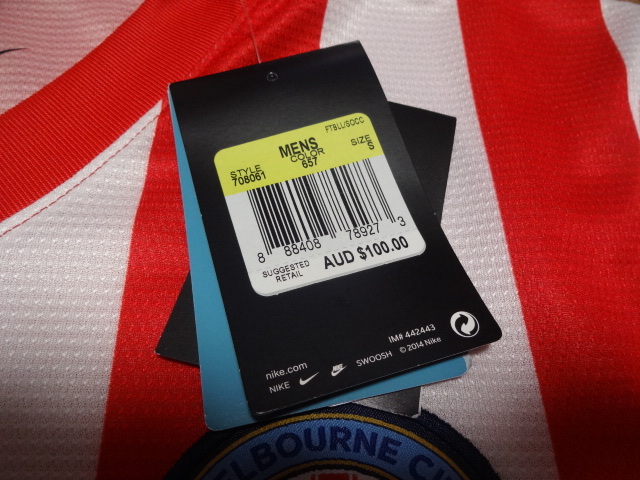 FTBLL/SOCC
MENS
STYLE COLOR SIZE
708061 657 S
8 88408 78927 3
SUGGESTED
RETAIL
AUD $100.00
IM# 442443
nike.com
NIKE SWOOSH © 2014 Nike
ELBOURNE C